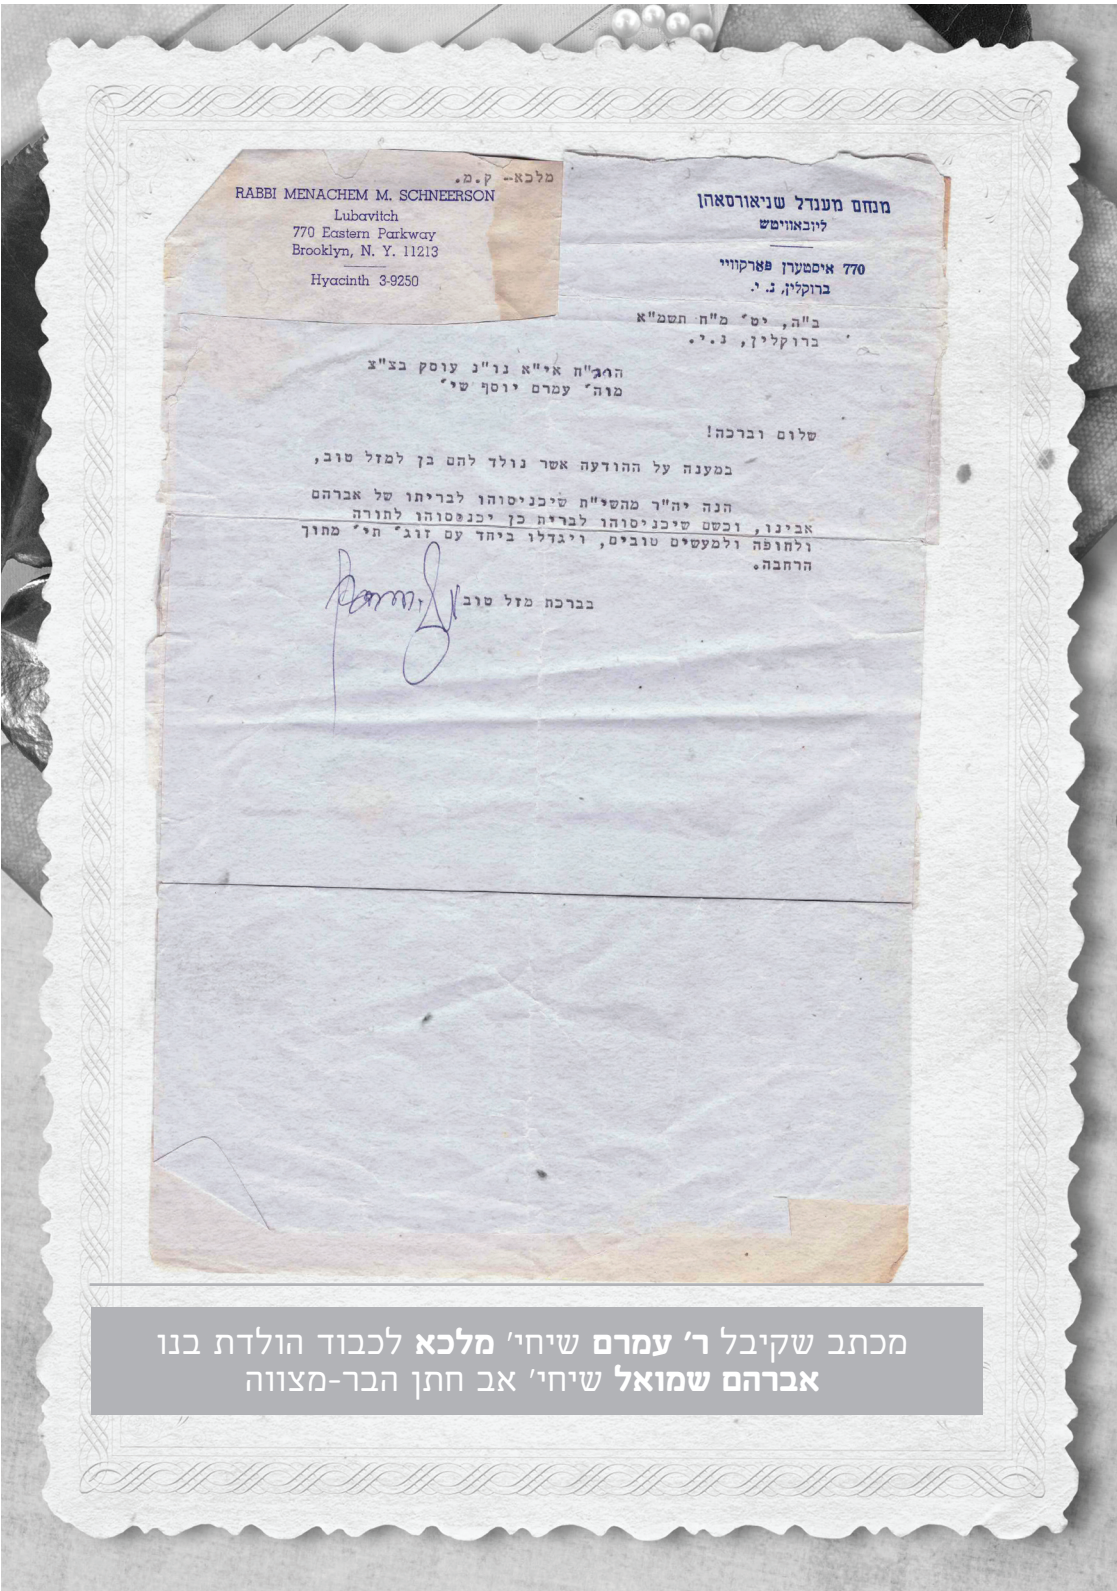 מלכא- ק.מ.
RABBI MENACHEM M. SCHNEERSON
Lubavitch
770 Eastern Parkway
Brooklyn, N. Y. 11213
Hyacinth 3-9250
מנחם מענדל שניאורסאהן
ליובאוויטש
770 איסטערן פארקוויי
ברוקלין, נ. י.
ב"ה, יט' מ"ח תשמ"א
ברוקלין, נ.י.
הוג"ח אי"א נו"נ עוסק בצ"צ
מוה' עמרם יוסף שי'
שלום וברכה!
במענה על ההודעה אשר נולד להם בן למזל טוב,
הנה יה"ר מהשי"ת שיכניסוהו לבריתו של אברהם
אבינו, וכשם שיכניסוהו לברית כן יכניסוהו לתורה
ולחופה ולמעשים טובים, ויגדלו ביחד עם זוג' תי' מתוך
הרחבה.
בברכת מזל טוב
מכתב שקיבל ר' עמרם שיחי' מלכא לכבוד הולדת בנו
אברהם שמואל שיחי' אב חתן הבר-מצווה